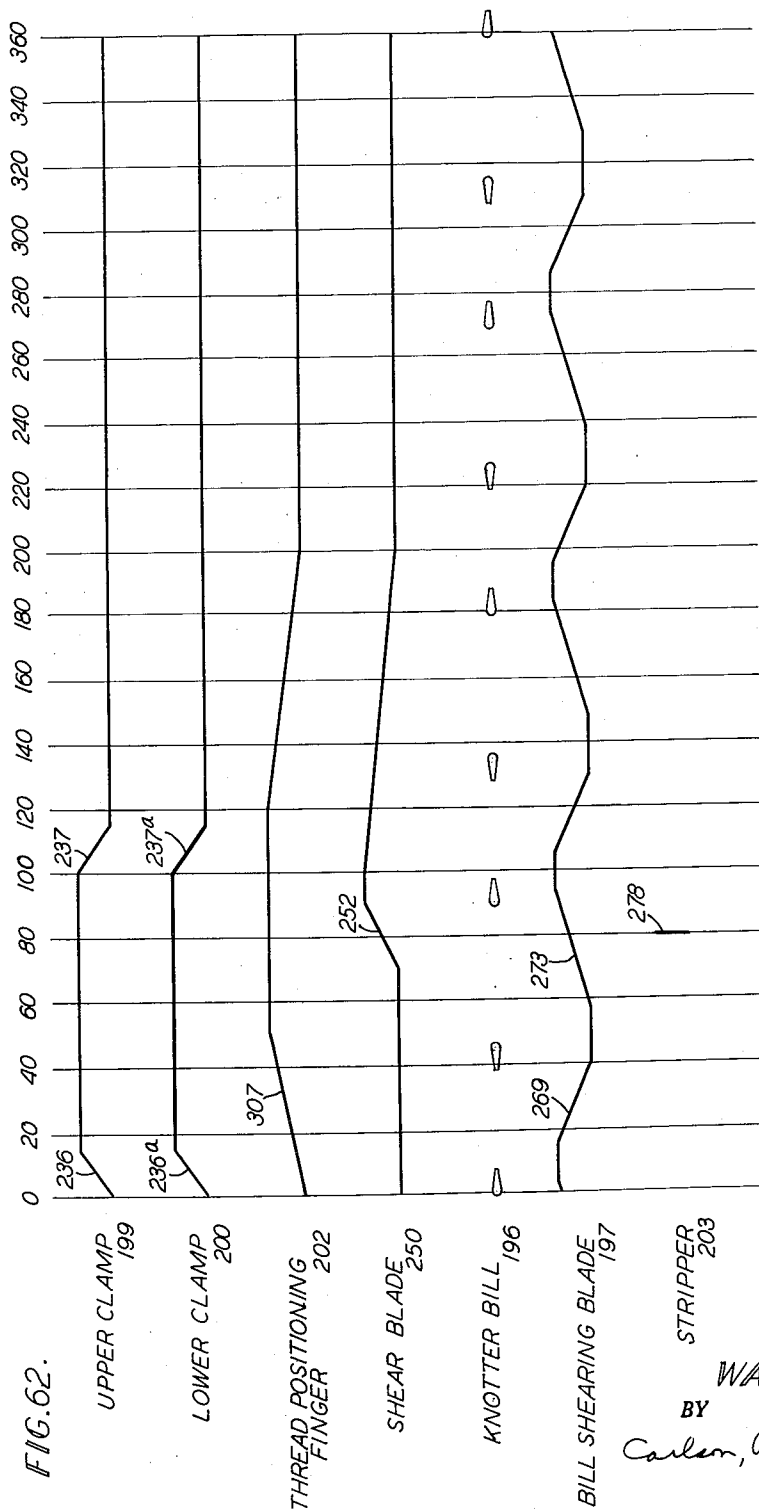 FIG. 62.
0 20 40 60 80 100 120 140 160 180 200 220 240 260 280 300 320 340 360
UPPER CLAMP 199
236
237
LOWER CLAMP 200
236a
237a
THREAD POSITIONING
FINGER 202
307
SHEAR BLADE 250
252
KNOTTER BILL 196
BILL SHEARING BLADE 197
269
273
STRIPPER 203
278
WA
BY
Carlson,